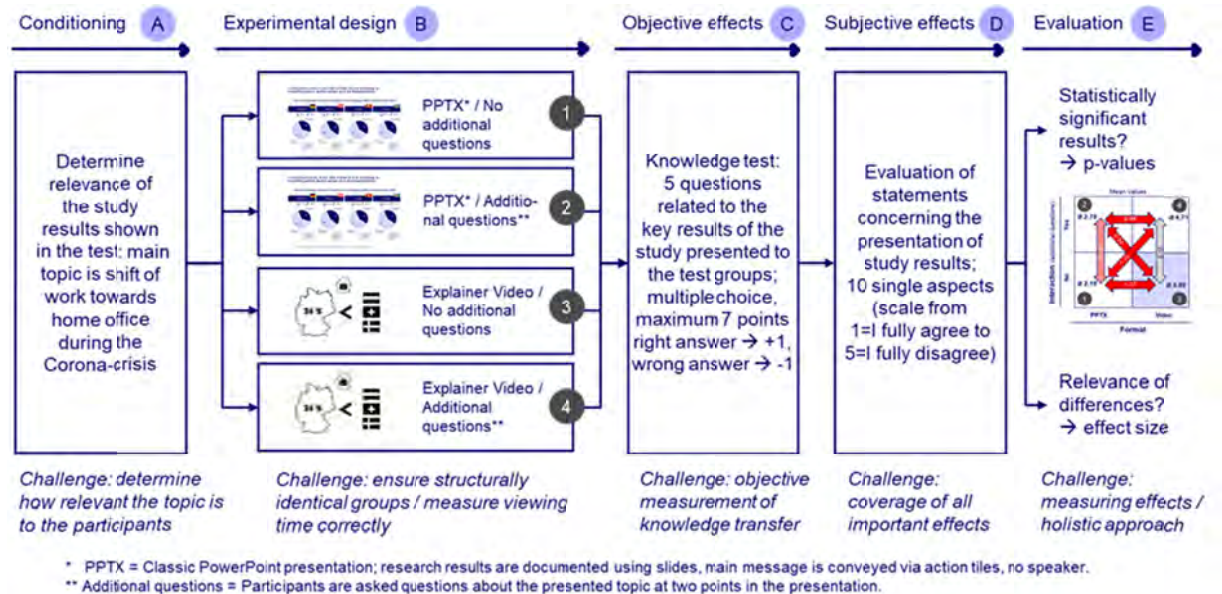 Conditioning A
Experimental design B
Objective effects C
Subjective effects D
Evaluation E
Determine
relevance of
the study
results shown
in the test: main
topic is shift of
work towards
home office
during the
Corona-crisis
PPTX* / No
additional
questions
1
PPTX* / Additio-
nal questions**
2
Explainer Video /
No additional
questions
3
Explainer Video /
Additional
questions**
4
Knowledge test:
5 questions
related to the
key results of the
study presented to
the test groups;
multiple choice,
maximum 7 points
right answer → +1,
wrong answer → -1
Evaluation of
statements
concerning the
presentation of
study results;
10 single aspects
(scale from
1=I fully agree to
5=I fully disagree)
Statistically
significant
results?
→ p-values
Mean values
PPTX
Video
Format
Relevance of
differences?
→ effect size
Challenge: determine
how relevant the topic is
to the participants
Challenge: ensure structurally
identical groups / measure viewing
time correctly
Challenge: objective
measurement of
knowledge transfer
Challenge:
coverage of all
important effects
Challenge:
measuring effects /
holistic approach
* PPTX = Classic PowerPoint presentation; research results are documented using slides, main message is conveyed via action tiles, no speaker.
** Additional questions = Participants are asked questions about the presented topic at two points in the presentation.